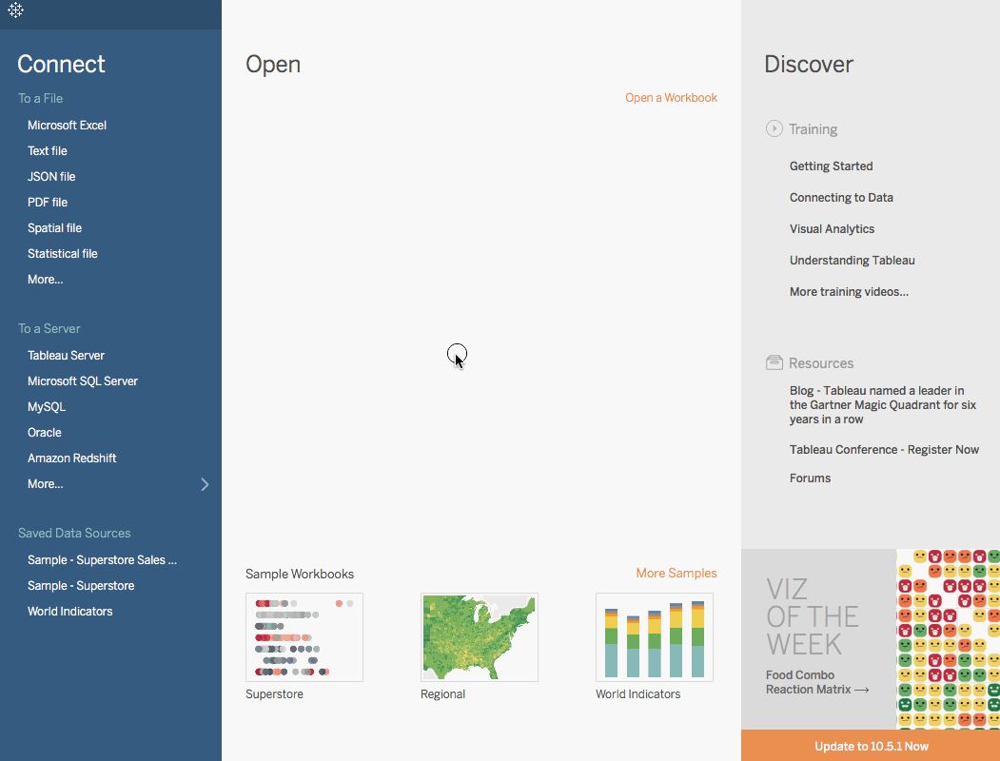 Connect
To a File
Microsoft Excel
Text file
JSON file
PDF file
Spatial file
Statistical file
More...
To a Server
Tableau Server
Microsoft SQL Server
MySQL
Oracle
Amazon Redshift
More...
Saved Data Sources
Sample - Superstore Sales ...
Sample - Superstore
World Indicators
Open
Open a Workbook
Sample Workbooks
More Samples
Superstore
Regional
World Indicators
Discover
Training
Getting Started
Connecting to Data
Visual Analytics
Understanding Tableau
More training videos...
Resources
Blog - Tableau named a leader in
the Gartner Magic Quadrant for six
years in a row
Tableau Conference - Register Now
Forums
VIZ
OF THE
WEEK
Food Combo
Reaction Matrix →
Update to 10.5.1 Now